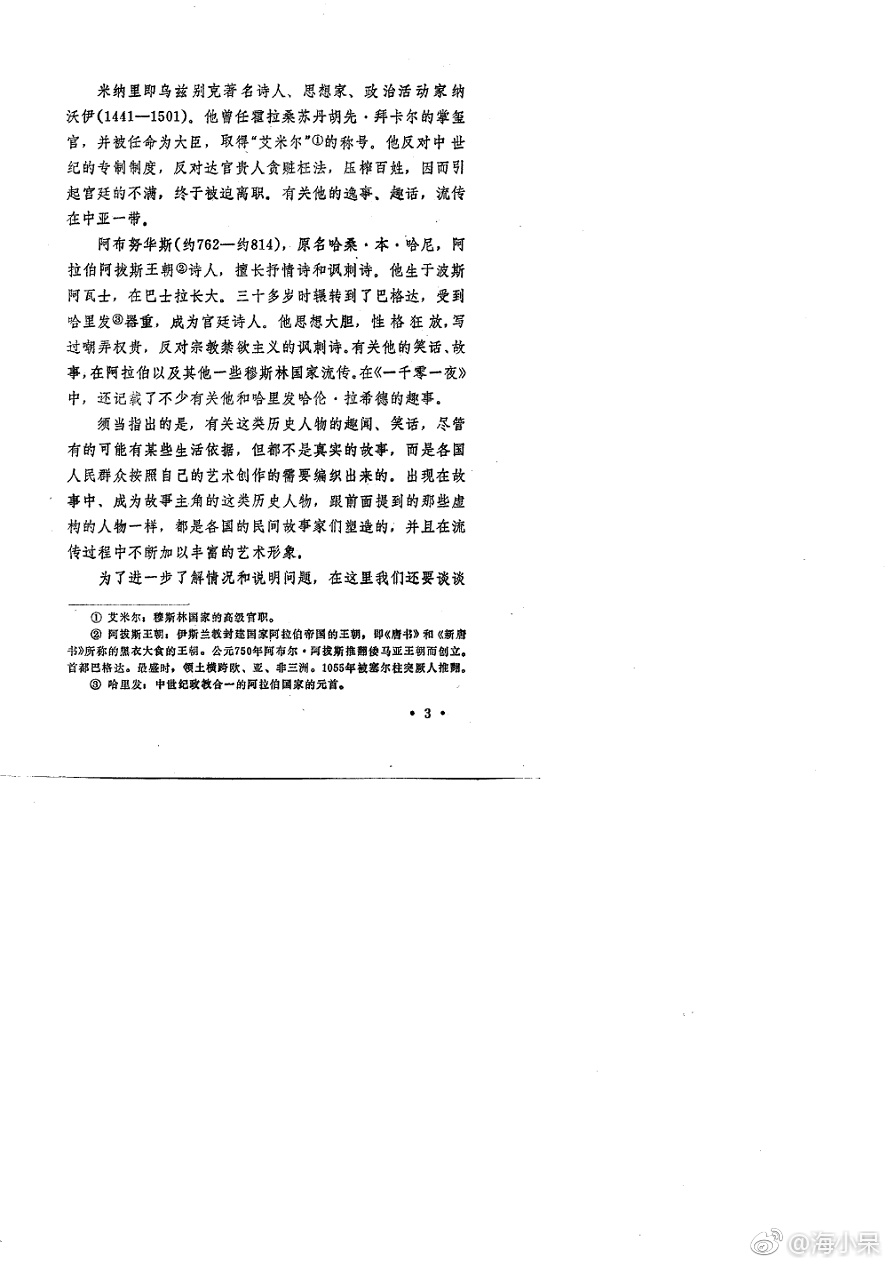 米纳里即乌兹别克著名诗人、思想家、政治活动家纳
沃伊(1441—1501)。他曾任霍拉桑苏丹胡先·拜卡尔的掌玺
官，并被任命为大臣，取得“艾米尔”①的称号。他反对中世
纪的专制制度，反对达官贵人贪赃枉法，压榨百姓，因而引
起官廷的不满，终于被迫离职。有关他的逸事、趣话，流传
在中亚一带。
阿布努华斯(约762—约814)，原名哈桑·本·哈尼，阿
拉伯阿拔斯王朝②诗人，擅长抒情诗和讽刺诗。他生于波斯
阿瓦士，在巴士拉长大。三十多岁时辗转到了巴格达，受到
哈里发③器重，成为宫廷诗人。他思想大胆，性格狂放，写
过嘲弄权贵，反对宗教禁欲主义的讽刺诗。有关他的笑话、故
事，在阿拉伯以及其他一些穆斯林国家流传。在《一千零一夜》
中，还记载了不少有关他和哈里发哈伦·拉希德的趣事。
须当指出的是，有关这类历史人物的趣闻、笑话，尽管
有的可能有某些生活依据，但都不是真实的故事，而是各国
人民群众按照自己的艺术创作的需要编织出来的。出现在故
事中、成为故事主角的这类历史人物，跟前面提到的那些虚
构的人物一样，都是各国的民间故事家们塑造的，并且在流
传过程中不断加以丰富的艺术形象。
为了进一步了解情况和说明问题，在这里我们还要谈谈
① 艾米尔：穆斯林国家的高级官职。
② 阿拔斯王朝：伊斯兰教封建国家阿拉伯帝国的王朝，即《唐书》和《新唐
书》所称的黑衣大食的王朝。公元750年阿布尔·阿拔斯推翻倭马亚王朝而创立。
首都巴格达。最盛时，领土横跨欧、亚、非三洲。1055年被塞尔柱突厥人推翻。
③ 哈里发：中世纪政教合一的阿拉伯国家的元首。
• 3 •
@海小呆